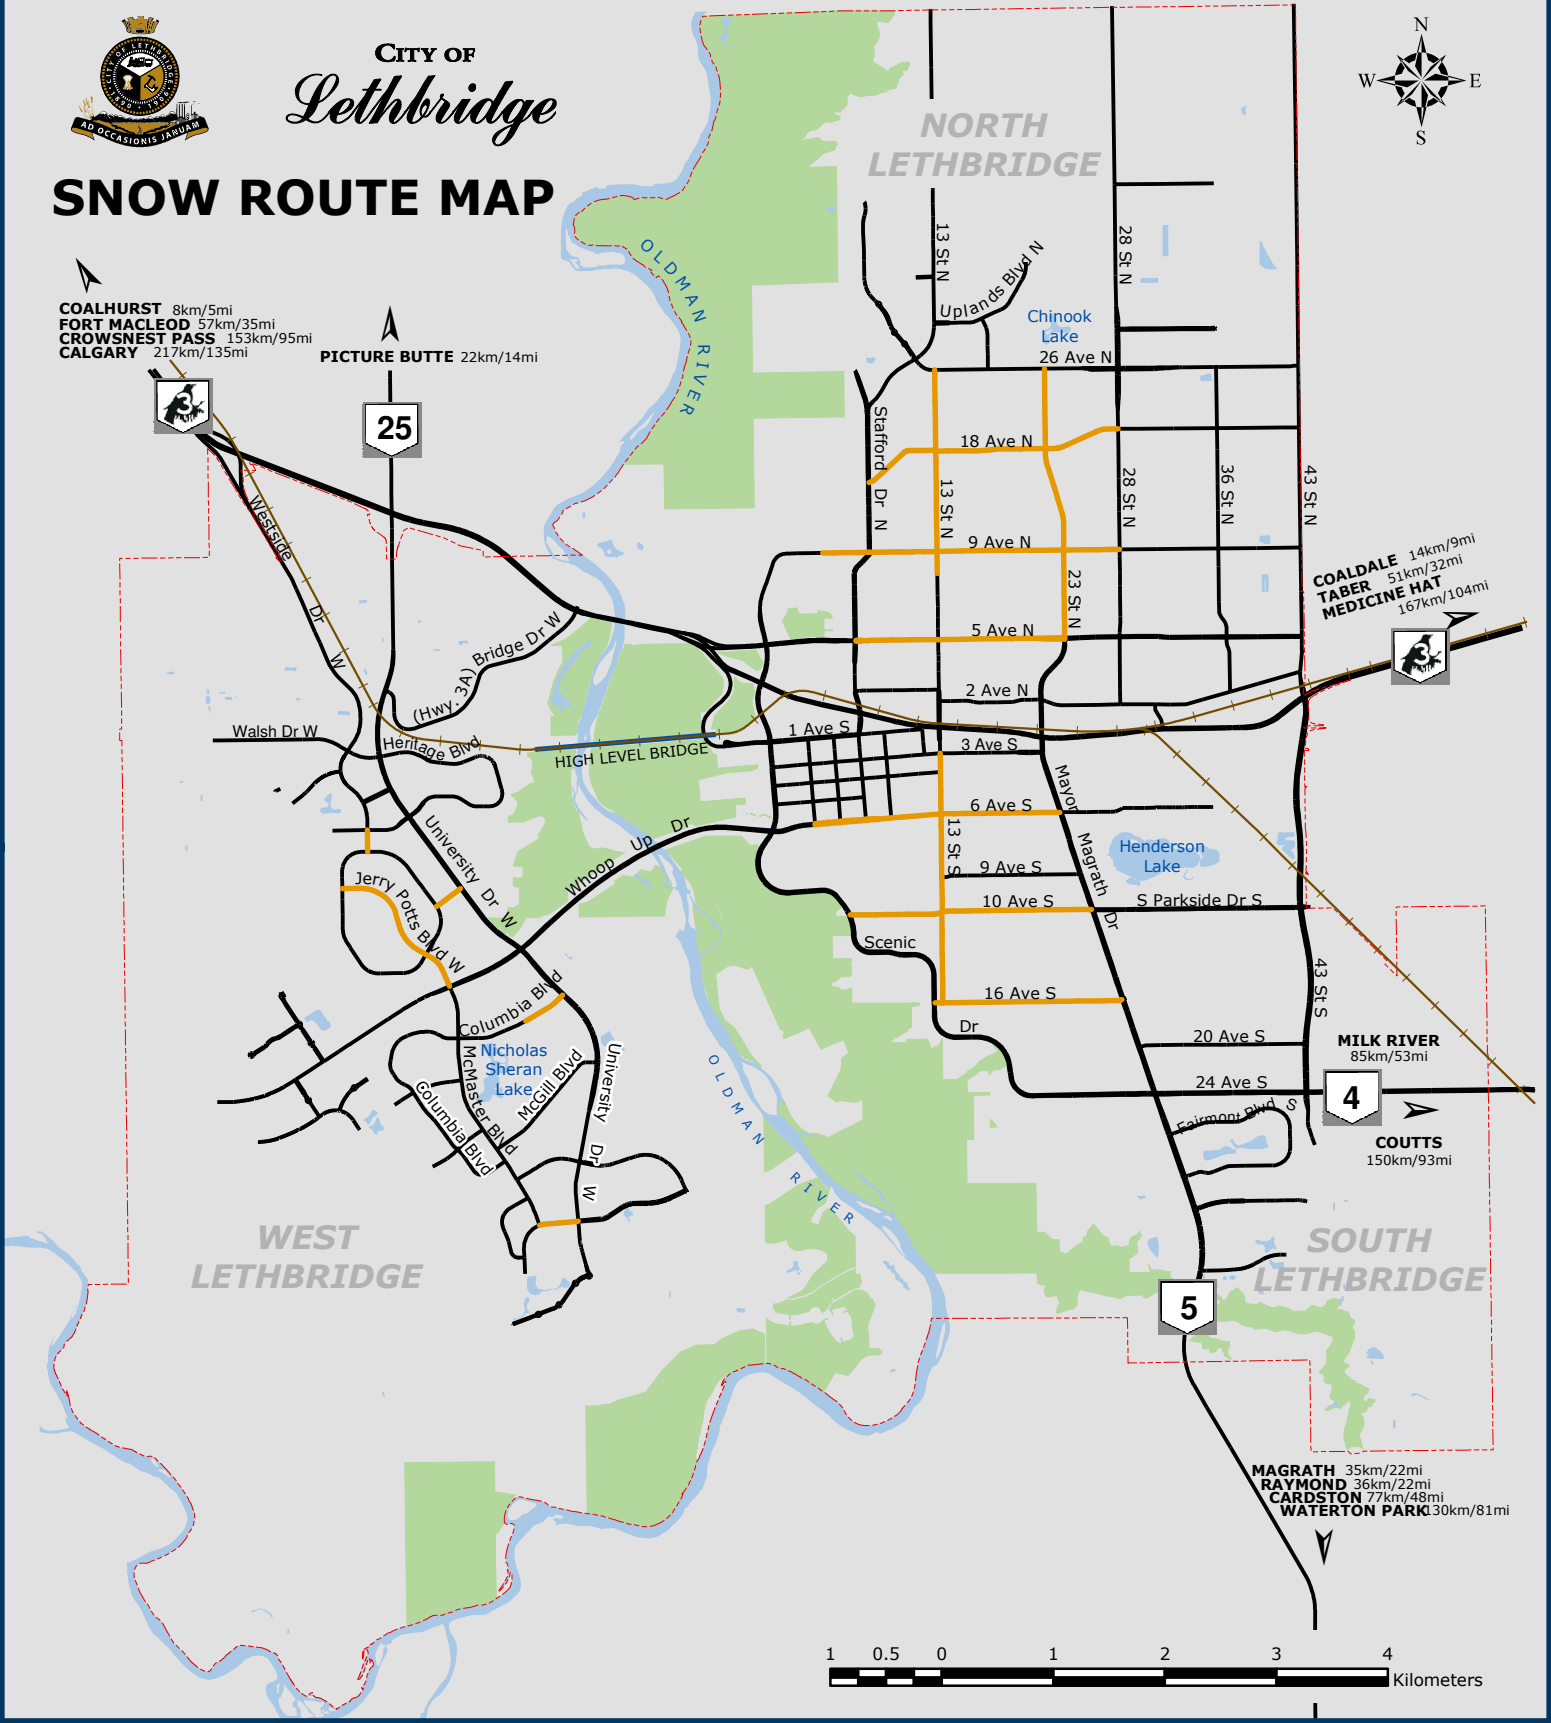 CITY OF LETHBRIDGE
1890 • 1906
AD OCCASIONIS JANUAM
CITY OF
Lethbridge
SNOW ROUTE MAP
N
W
E
S
NORTH
LETHBRIDGE
OLDMAN RIVER
13 St N
28 St N
Uplands Blvd N
Chinook
Lake
26 Ave N
COALHURST 8km/5mi
FORT MACLEOD 57km/35mi
CROWSNEST PASS 153km/95mi
CALGARY 217km/135mi
PICTURE BUTTE 22km/14mi
3
25
Stafford Dr N
18 Ave N
13 St N
28 St N
36 St N
43 St N
9 Ave N
23 St N
5 Ave N
2 Ave N
COALDALE 14km/9mi
TABER 51km/32mi
MEDICINE HAT
167km/104mi
3
Westside Dr W
(Hwy. 3A) Bridge Dr W
Walsh Dr W
Heritage Blvd
HIGH LEVEL BRIDGE
1 Ave S
3 Ave S
Mayor Magrath Dr
6 Ave S
13 St S
Henderson
Lake
9 Ave S
10 Ave S
S Parkside Dr S
University Dr W
Whoop Up Dr
Jerry Potts Blvd W
Scenic
Dr
43 St S
16 Ave S
Columbia Blvd
Nicholas
Sheran
Lake
McMaster Blvd
McGill Blvd
Columbia Blvd
University Dr W
OLDMAN RIVER
20 Ave S
24 Ave S
MILK RIVER
85km/53mi
4
COUTTS
150km/93mi
Fairmont Blvd S
WEST
LETHBRIDGE
SOUTH
LETHBRIDGE
5
MAGRATH 35km/22mi
RAYMOND 36km/22mi
CARDSTON 77km/48mi
WATERTON PARK 130km/81mi
1 0.5 0 1 2 3 4
Kilometers